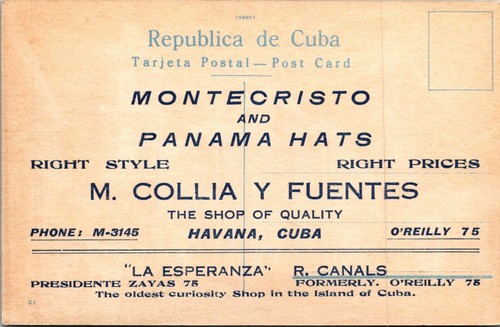 104001
Republica de Cuba
Tarjeta Postal — Post Card
MONTECRISTO
AND
PANAMA HATS
RIGHT STYLE RIGHT PRICES
M. COLLIA Y FUENTES
THE SHOP OF QUALITY
PHONE: M-3145 HAVANA, CUBA O'REILLY 75
"LA ESPERANZA" R. CANALS
PRESIDENTE ZAYAS 75 FORMERLY. O'REILLY 75
The oldest curiosity Shop in the Island of Cuba.